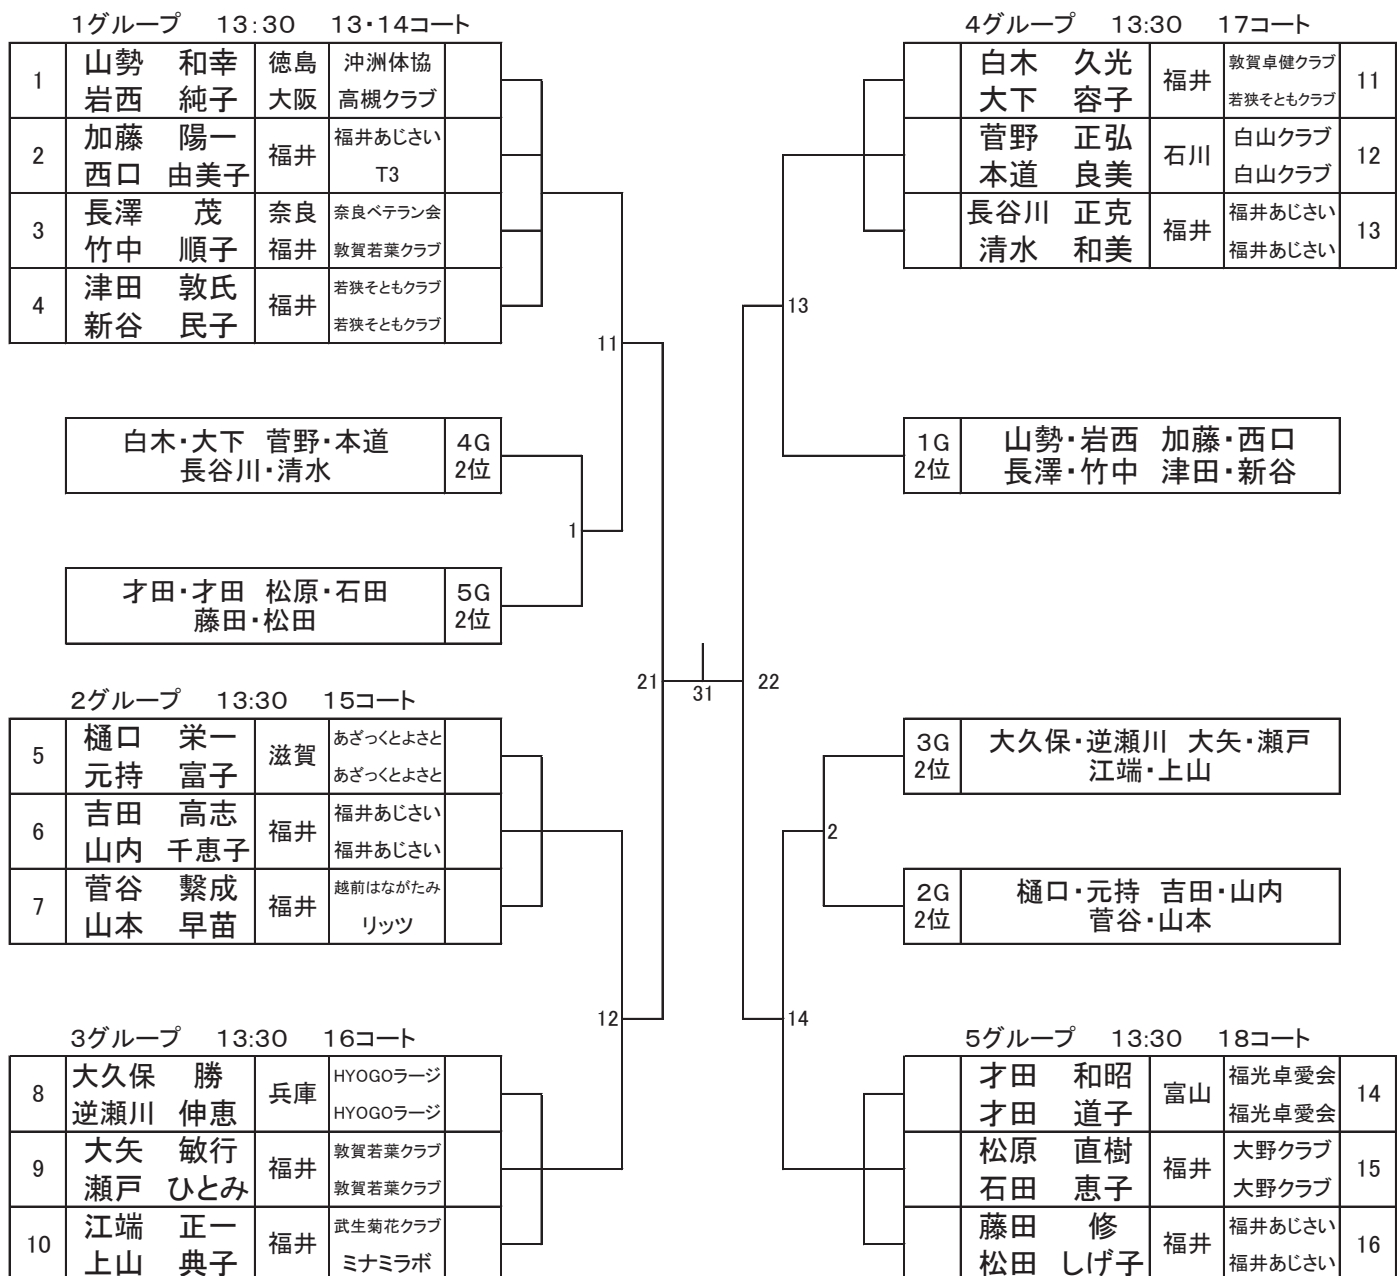 1グループ 13:30 13・14コート
1 山勢 和幸 徳島 沖洲体協
岩西 純子 大阪 高槻クラブ
2 加藤 陽一 福井 福井あじさい
西口 由美子 T3
3 長澤 茂 奈良 奈良ベテラン会
竹中 順子 福井 敦賀若葉クラブ
4 津田 敦氏 福井 若狭そともクラブ
新谷 民子 若狭そともクラブ
11
白木・大下 菅野・本道 4G
長谷川・清水 2位
1
才田・才田 松原・石田 5G
藤田・松田 2位
21
31
22
2グループ 13:30 15コート
5 樋口 栄一 滋賀 あざっくとよさと
元持 富子 あざっくとよさと
6 吉田 高志 福井 福井あじさい
山内 千恵子 福井あじさい
7 菅谷 繋成 福井 越前はながたみ
山本 早苗 リッツ
12
3グループ 13:30 16コート
8 大久保 勝 兵庫 HYOGOラージ
逆瀬川 伸恵 HYOGOラージ
9 大矢 敏行 福井 敦賀若葉クラブ
瀬戸 ひとみ 敦賀若葉クラブ
10 江端 正一 福井 武生菊花クラブ
上山 典子 ミナミラボ
4グループ 13:30 17コート
白木 久光 福井 敦賀卓健クラブ 11
大下 容子 若狭そともクラブ
菅野 正弘 石川 白山クラブ 12
本道 良美 白山クラブ
長谷川 正克 福井 福井あじさい 13
清水 和美 福井あじさい
13
1G 山勢・岩西 加藤・西口
2位 長澤・竹中 津田・新谷
3G 大久保・逆瀬川 大矢・瀬戸
2位 江端・上山
2
2G 樋口・元持 吉田・山内
2位 菅谷・山本
14
5グループ 13:30 18コート
才田 和昭 富山 福光卓愛会 14
才田 道子 福光卓愛会
松原 直樹 福井 大野クラブ 15
石田 恵子 大野クラブ
藤田 修 福井 福井あじさい 16
松田 しげ子 福井あじさい